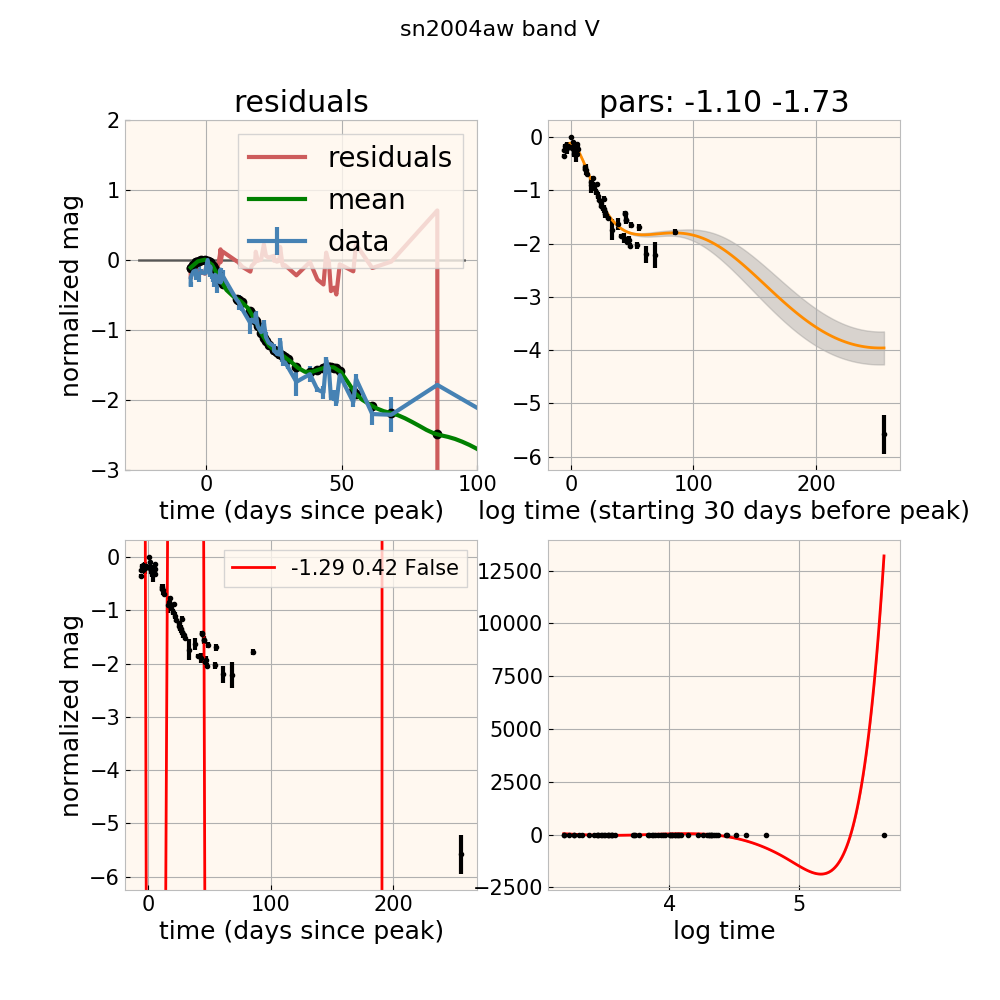 sn2004aw band V
residuals
pars: -1.10 -1.73
2
1
0
−1
−2
−3
normalized mag
residuals
mean
data
0
50
100
time (days since peak)
0
−1
−2
−3
−4
−5
−6
0
100
200
log time (starting 30 days before peak)
0
−1
−2
−3
−4
−5
−6
normalized mag
-1.29 0.42 False
0
100
200
time (days since peak)
12500
10000
7500
5000
2500
0
−2500
4
5
log time